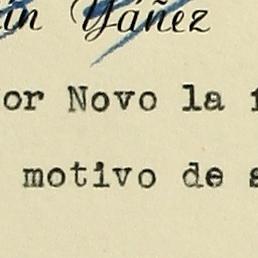 ín Yáñez
or Novo la
motivo de s